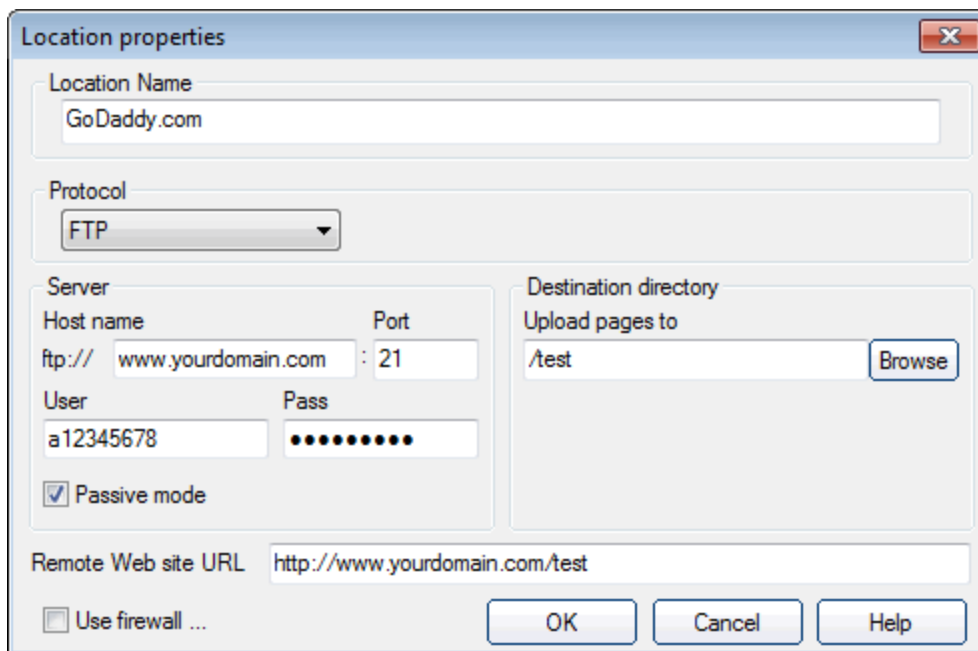 Location properties
Location Name
GoDaddy.com
Protocol
FTP
Server
Host name Port
ftp:// www.yourdomain.com : 21
User Pass
a12345678 •••••••••
Passive mode
Destination directory
Upload pages to
/test Browse
Remote Web site URL http://www.yourdomain.com/test
Use firewall ... OK Cancel Help